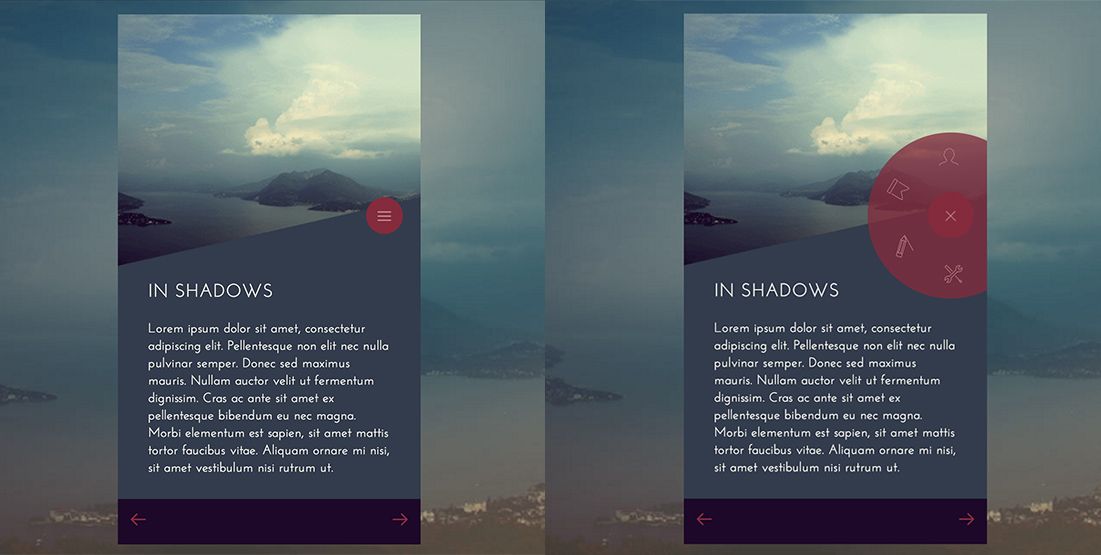 IN SHADOWS
Lorem ipsum dolor sit amet, consectetur
adipiscing elit. Pellentesque elit nec nulla
pulvinar semper. Donec sed maximus
mauris. Nullam auctor velit ut fermentum
dignissim. Cras ac ante sit amet ex
pellentesque bibendum eu nec magna.
Morbi elementum est sapien, sit amet mattis
tortor faucibus vitae. Aliquam ornare mi nisi,
sit amet vestibulum nisi rutrum ut.
IN SHADOWS
Lorem ipsum dolor sit amet, consectetur
adipiscing elit. Pellentesque elit nec nulla
pulvinar semper. Donec sed maximus
mauris. Nullam auctor velit ut fermentum
dignissim. Cras ac ante sit amet ex
pellentesque bibendum eu nec magna.
Morbi elementum est sapien, sit amet mattis
tortor faucibus vitae. Aliquam ornare mi nisi,
sit amet vestibulum nisi rutrum ut.